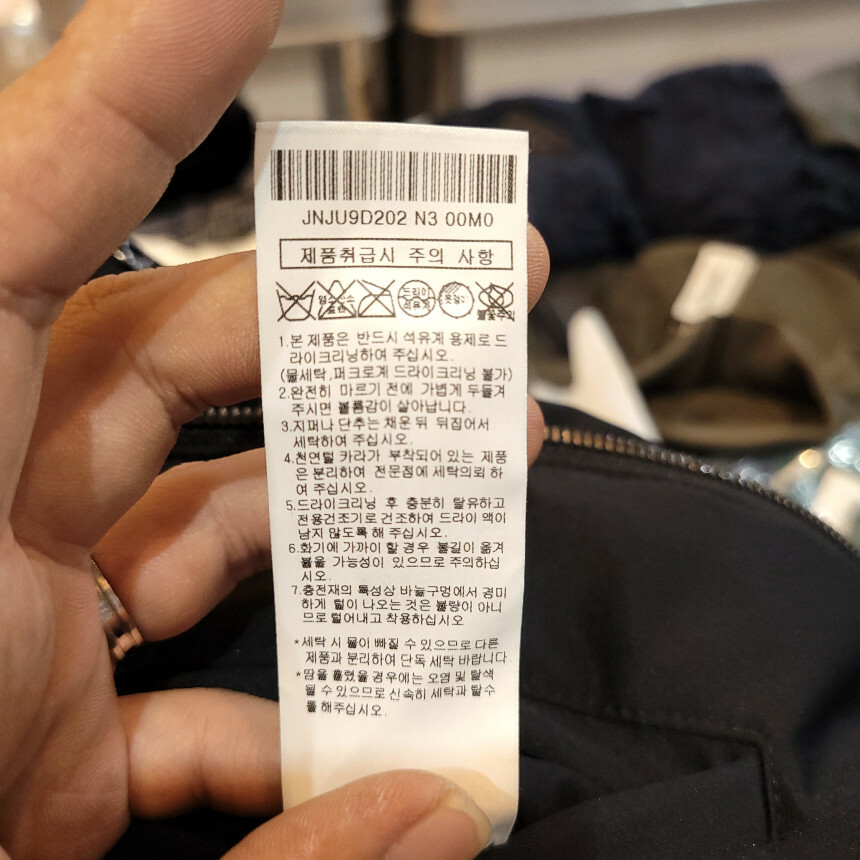 JNJU9D202 N3 00M0
제품취급시 주의 사항
드라이
석유계
옷걸이
불꽃주의
1.본 제품은 반드시 석유계 용제로 드
라이크리닝하여 주십시오.
(물세탁,퍼크로계 드라이크리닝 불가)
2.완전히 마르기 전에 가볍게 두들겨
주시면 볼륨감이 살아납니다.
3.지퍼나 단추는 채운 뒤 뒤집어서
세탁하여 주십시오.
4.천연털 카라가 부착되어 있는 제품
은 분리하여 전문점에 세탁의뢰 하
여 주십시오.
5.드라이크리닝 후 충분히 탈유하고
전용건조기로 건조하여 드라이 액이
남지 않도록 해 주십시오.
6.화기에 가까이 할 경우 불길이 옮겨
붙을 가능성이 있으므로 주의하십
시오.
7.충전재의 특성상 바늘구멍에서 경미
하게 털이 나오는 것은 불량이 아니
므로 털어내고 착용하십시오
*세탁 시 물이 빠질 수 있으므로 다른
제품과 분리하여 단독 세탁 바랍니다.
*땀을 흘렸을 경우에는 오염 및 탈색
될 수 있으므로 신속히 세탁과 탈수
를 해주십시오.